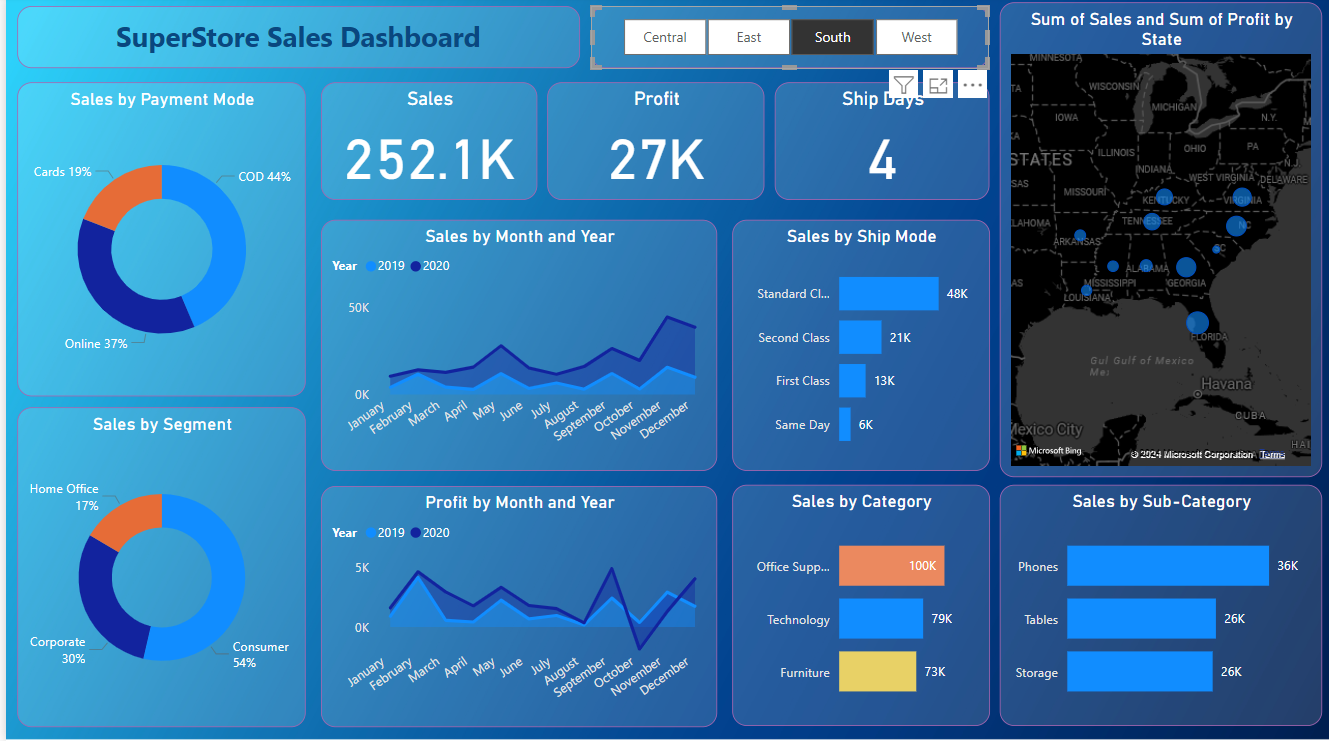 SuperStore Sales Dashboard
Central
East
South
West
Sum of Sales and Sum of Profit by
State
Sales by Payment Mode
Cards 19%
COD 44%
Online 37%
Sales
252.1K
Profit
27K
Ship Days
4
Sales by Month and Year
Year 2019 2020
50K
0K
January
February
March
April
May
June
July
August
September
October
November
December
Sales by Ship Mode
Standard Cl...
48K
Second Class
21K
First Class
13K
Same Day
6K
MINNESOTA
WISCONSIN
MICHIGAN
IOWA
N.Y.
ILLINOIS
OHIO
PA
STATES
INDIANA
N.J.
WEST VIRGINIA
DELAWARE
MISSOURI
KENTUCKY
VIRGINIA
LAHOMA
TENNESSEE
NC
ARKANSAS
SC
ALABAMA
MISSISSIPPI
GEORGIA
LOUISIANA
FLORIDA
Gul Gulf of Mexico
Havana
CUBA
Mexico City
HAI
Microsoft Bing
© 2024 Microsoft Corporation Terms
Sales by Segment
Home Office
17%
Corporate
30%
Consumer
54%
Profit by Month and Year
Year 2019 2020
5K
0K
January
February
March
April
May
June
July
August
September
October
November
December
Sales by Category
Office Supp...
100K
Technology
79K
Furniture
73K
Sales by Sub-Category
Phones
36K
Tables
26K
Storage
26K